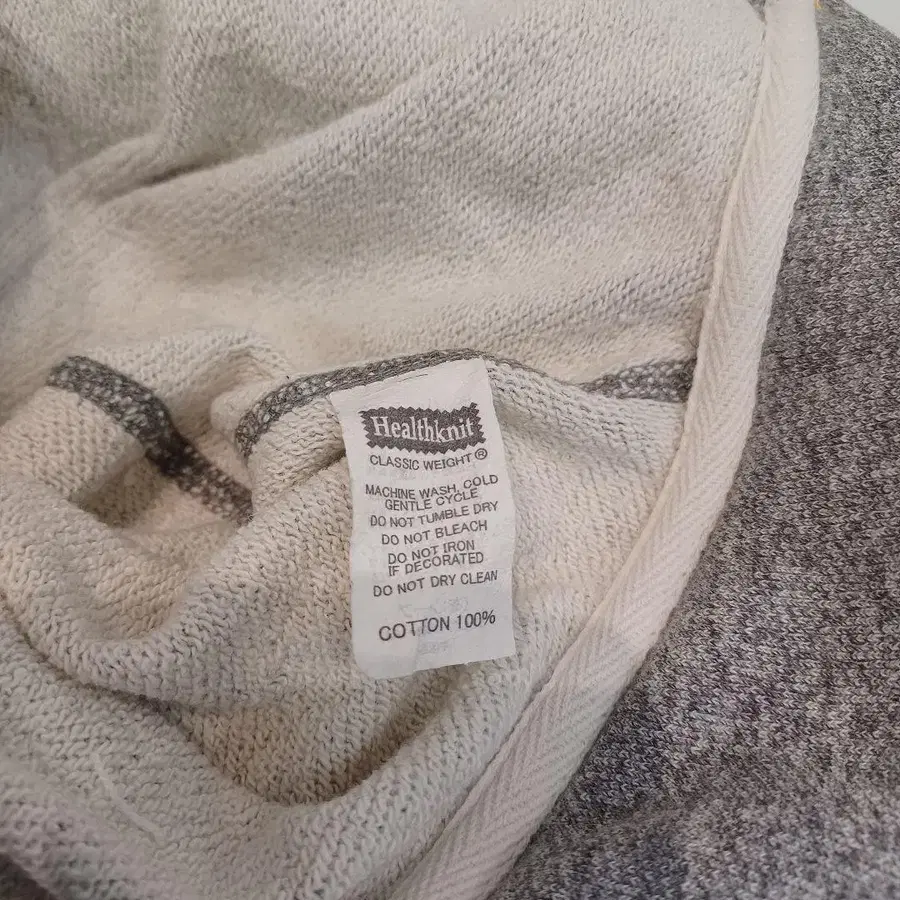 Healthknit
CLASSIC WEIGHT®
MACHINE WASH, COLD
GENTLE CYCLE
DO NOT TUMBLE DRY
DO NOT BLEACH
DO NOT IRON
IF DECORATED
DO NOT DRY CLEAN
COTTON 100%